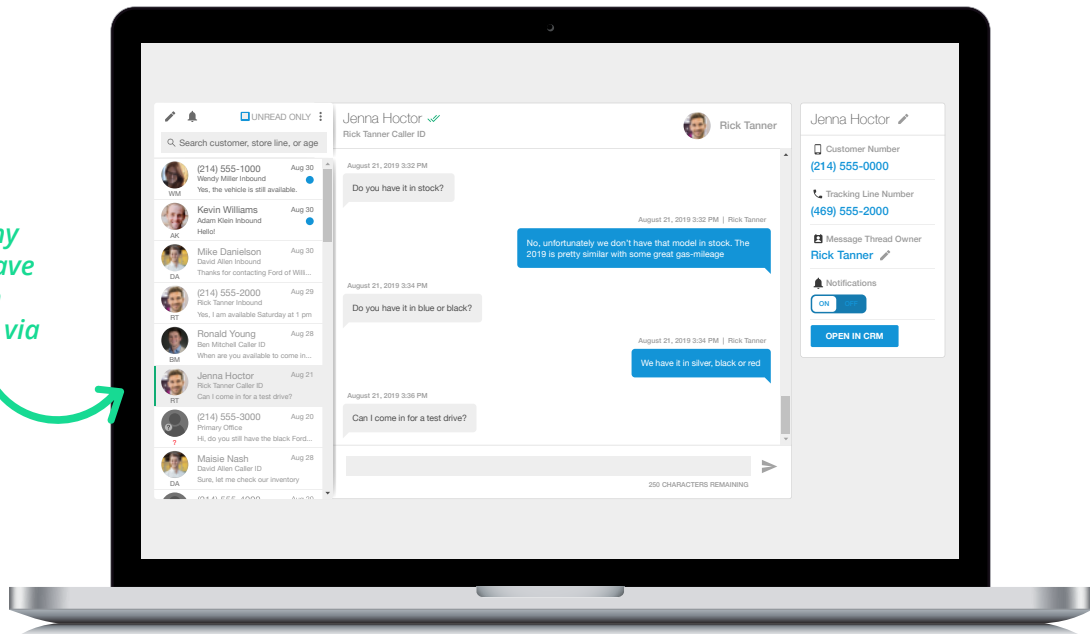 ave
via
UNREAD ONLY
Search customer, store line, or age
(214) 555-1000 Aug 30
Wendy Miller Inbound
Yes, the vehicle is still available.
WM
Kevin Williams Aug 30
Adam Klein Inbound
Hello!
AK
Mike Danielson Aug 30
David Allen Inbound
Thanks for contacting Ford of Willi...
DA
(214) 555-2000 Aug 29
Rick Tanner Inbound
Yes, I am available Saturday at 1 pm
RT
Ronald Young Aug 28
Ben Mitchell Caller ID
When are you available to come in...
BM
Jenna Hoctor Aug 21
Rick Tanner Caller ID
Can I come in for a test drive?
RT
(214) 555-3000 Aug 20
Primary Office
Hi, do you still have the black Ford...
?
Maisie Nash Aug 28
David Allen Caller ID
Sure, let me check our inventory
DA
Jenna Hoctor
Rick Tanner Caller ID
Rick Tanner
August 21, 2019 3:32 PM
Do you have it in stock?
August 21, 2019 3:32 PM | Rick Tanner
No, unfortunately we don't have that model in stock. The
2019 is pretty similar with some great gas-mileage
August 21, 2019 3:34 PM
Do you have it in blue or black?
August 21, 2019 3:34 PM | Rick Tanner
We have it in silver, black or red
August 21, 2019 3:36 PM
Can I come in for a test drive?
250 CHARACTERS REMAINING
Jenna Hoctor
Customer Number
(214) 555-0000
Tracking Line Number
(469) 555-2000
Message Thread Owner
Rick Tanner
Notifications
ON OFF
OPEN IN CRM